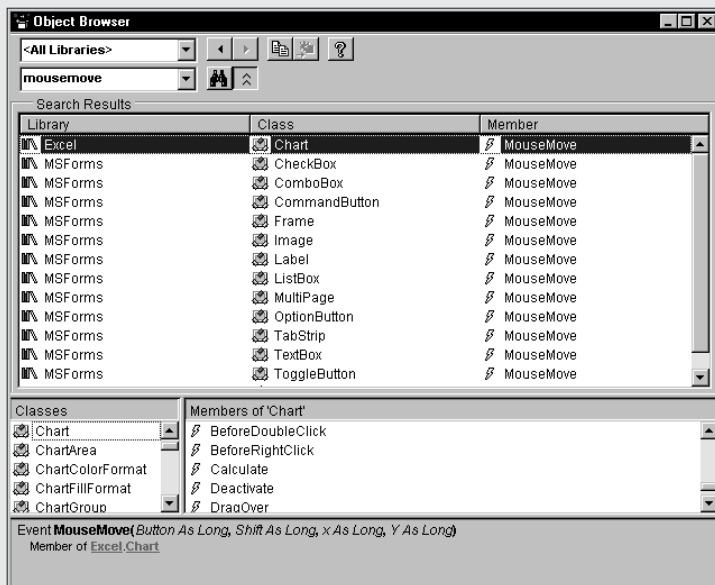 Object Browser
<All Libraries>
mousemove
Search Results
Library Class Member
Excel Chart MouseMove
MSForms CheckBox MouseMove
MSForms ComboBox MouseMove
MSForms CommandButton MouseMove
MSForms Frame MouseMove
MSForms Image MouseMove
MSForms Label MouseMove
MSForms ListBox MouseMove
MSForms MultiPage MouseMove
MSForms OptionButton MouseMove
MSForms TabStrip MouseMove
MSForms TextBox MouseMove
MSForms ToggleButton MouseMove
Classes
Chart
ChartArea
ChartColorFormat
ChartFillFormat
ChartGroup
Members of 'Chart'
BeforeDoubleClick
BeforeRightClick
Calculate
Deactivate
DragOver
Event MouseMove(Button As Long, Shift As Long, x As Long, Y As Long)
Member of Excel.Chart